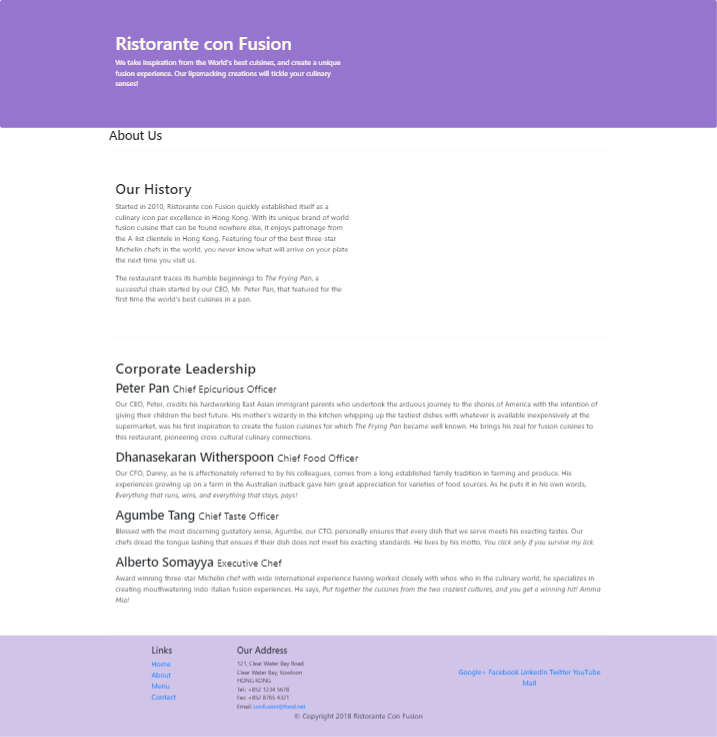 Ristorante con Fusion
We take inspiration from the World's best cuisines, and create a unique
fusion experience. Our lipsmacking creations will tickle your culinary
senses!
About Us
Our History
Started in 2010, Ristorante con Fusion quickly established itself as a
culinary icon par excellence in Hong Kong. With its unique brand of world
fusion cuisine that can be found nowhere else, it enjoys patronage from
the A-list clientele in Hong Kong. Featuring four of the best three-star
Michelin chefs in the world, you never know what will arrive on your plate
the next time you visit us.
The restaurant traces its humble beginnings to The Frying Pan, a
successful chain started by our CEO, Mr. Peter Pan, that featured for the
first time the world's best cuisines in a pan.
Corporate Leadership
Peter Pan Chief Epicurious Officer
Our CEO, Peter, credits his hardworking East Asian immigrant parents who undertook the arduous journey to the shores of America with the intention of
giving their children the best future. His mother's wizardy in the kitchen whipping up the tastiest dishes with whatever is available inexpensively at the
supermarket, was his first inspiration to create the fusion cuisines for which The Frying Pan became well known. He brings his zeal for fusion cuisines to
this restaurant, pioneering cross-cultural culinary connections.
Dhanasekaran Witherspoon Chief Food Officer
Our CFO, Danny, as he is affectionately referred to by his colleagues, comes from a long established family tradition in farming and produce. His
experiences growing up on a farm in the Australian outback gave him great appreciation for varieties of food sources. As he puts it in his own words,
Everything that runs, wins, and everything that stays, pays!
Agumbe Tang Chief Taste Officer
Blessed with the most discerning gustatory sense, Agumbe, our CTO, personally ensures that every dish that we serve meets his exacting tastes. Our
chefs dread the tongue lashing that ensues if their dish does not meet his exacting standards. He lives by his motto, You click only if you survive my lick.
Alberto Somayya Executive Chef
Award winning three-star Michelin chef with wide International experience having worked closely with whos-who in the culinary world, he specializes in
creating mouthwatering Indo-Italian fusion experiences. He says, Put together the cuisines from the two craziest cultures, and you get a winning hit! Amma
Mia!
Links
Home
About
Menu
Contact
Our Address
121, Clear Water Bay Road
Clear Water Bay, Kowloon
HONG KONG
Tel.: +852 1234 5678
Fax: +852 8765 4321
Email: confusion@food.net
Google+ Facebook LinkedIn Twitter YouTube
Mail
© Copyright 2018 Ristorante Con Fusion